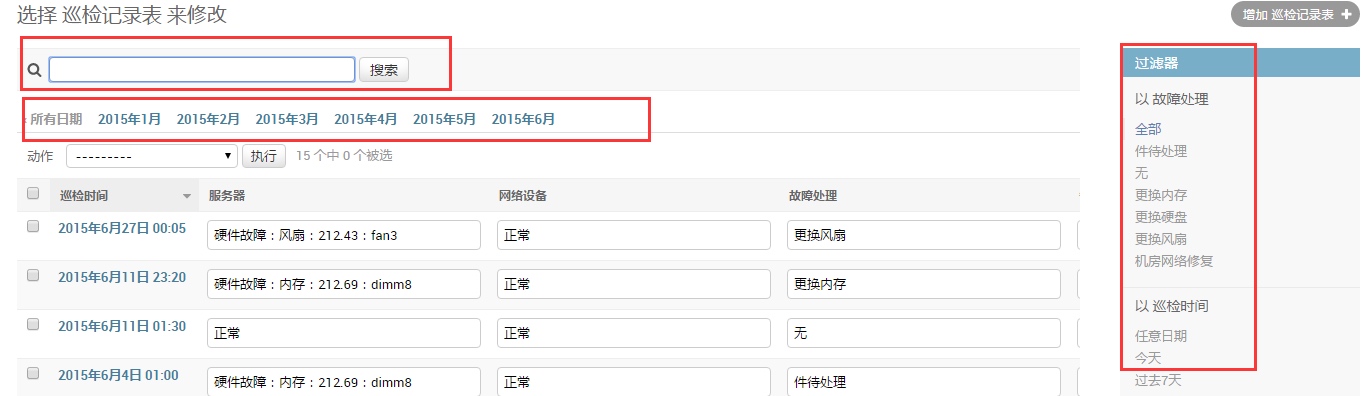 选择 巡检记录表 来修改
增加 巡检记录表 +
搜索
所有日期 2015年1月 2015年2月 2015年3月 2015年4月 2015年5月 2015年6月
动作 --------- 执行 15 个中 0 个被选
巡检时间 服务器 网络设备 故障处理
2015年6月27日 00:05 硬件故障：风扇：212.43：fan3 正常 更换风扇
2015年6月11日 23:20 硬件故障：内存：212.69：dimm8 正常 更换内存
2015年6月11日 01:30 正常 正常 无
2015年6月4日 01:00 硬件故障：内存：212.69：dimm8 正常 件待处理
过滤器
以 故障处理
全部
件待处理
无
更换内存
更换硬盘
更换风扇
机房网络修复
以 巡检时间
任意日期
今天
过去7天